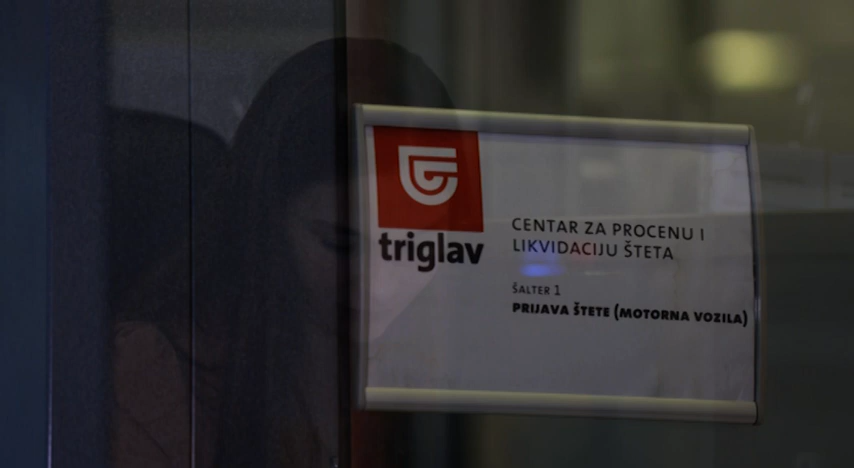 triglav
CENTAR ZA PROCENU I
LIKVIDACIJU ŠTETA
ŠALTER 1
PRIJAVA ŠTETE (MOTORNA VOZILA)